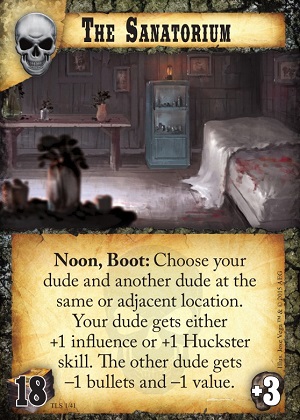 THE SANATORIUM
Noon, Boot: Choose your
dude and another dude at the
same or adjacent location.
Your dude gets either
+1 influence or +1 Huckster
skill. The other dude gets
–1 bullets and –1 value.
18
+3